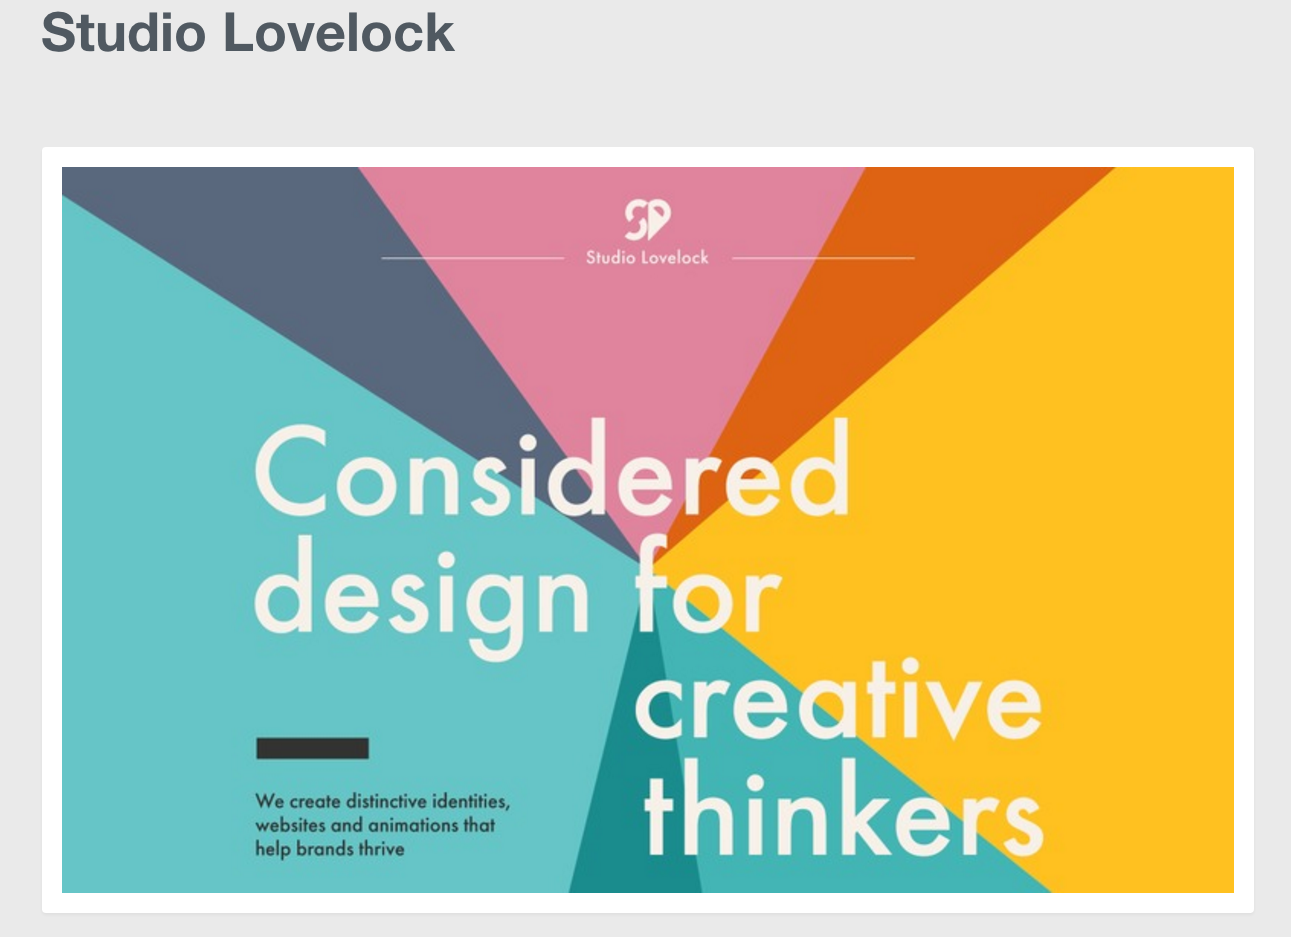 Studio Lovelock
Studio Lovelock
Considered
design for
creative
thinkers
We create distinctive identities,
websites and animations that
help brands thrive